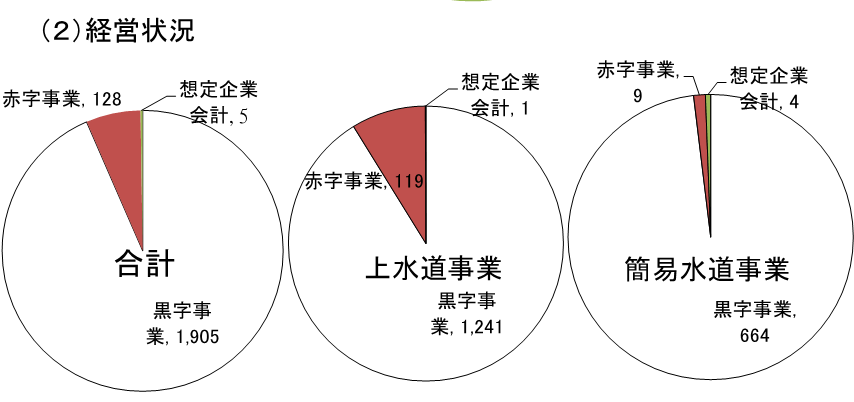 （２）経営状況
赤字事業, 128
想定企業
会計, 5
合計
黒字事
業, 1,905
想定企業
会計, 1
赤字事業, 119
上水道事業
黒字事
業, 1,241
赤字事業,
9
想定企業
会計, 4
簡易水道事業
黒字事業,
664